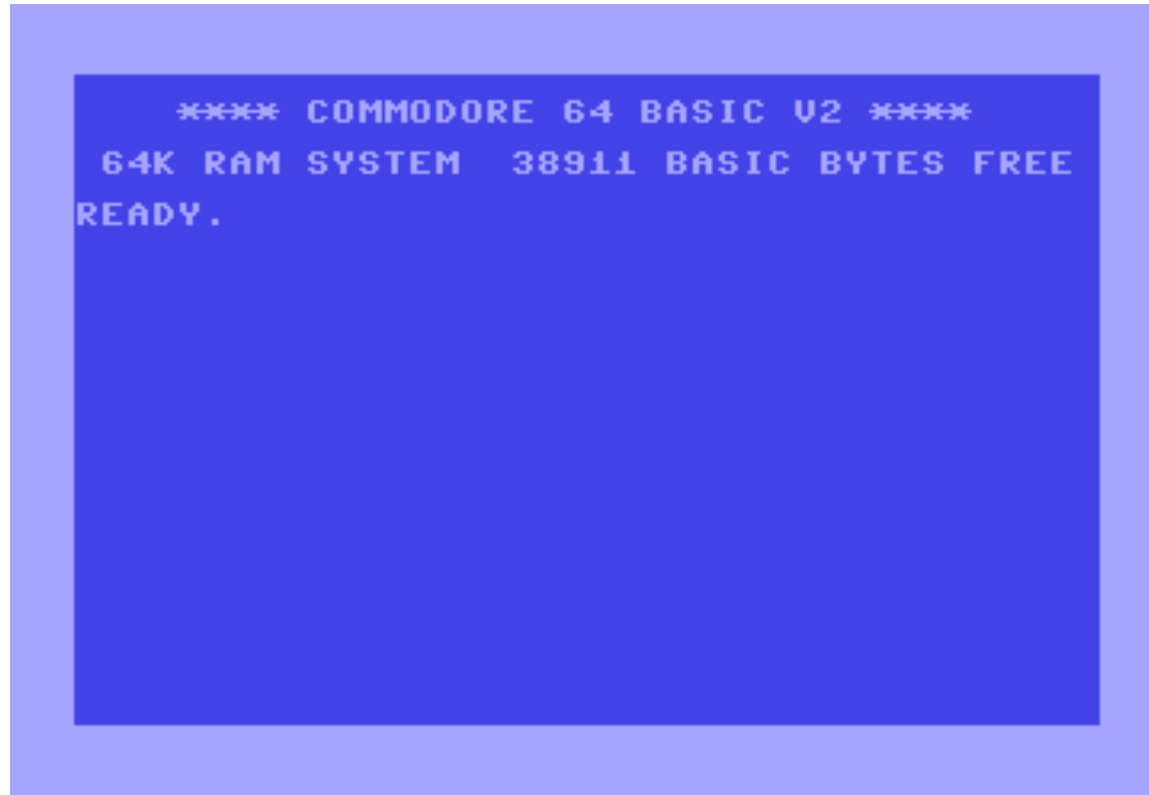 **** COMMODORE 64 BASIC V2 ****
64K RAM SYSTEM  38911 BASIC BYTES FREE
READY.